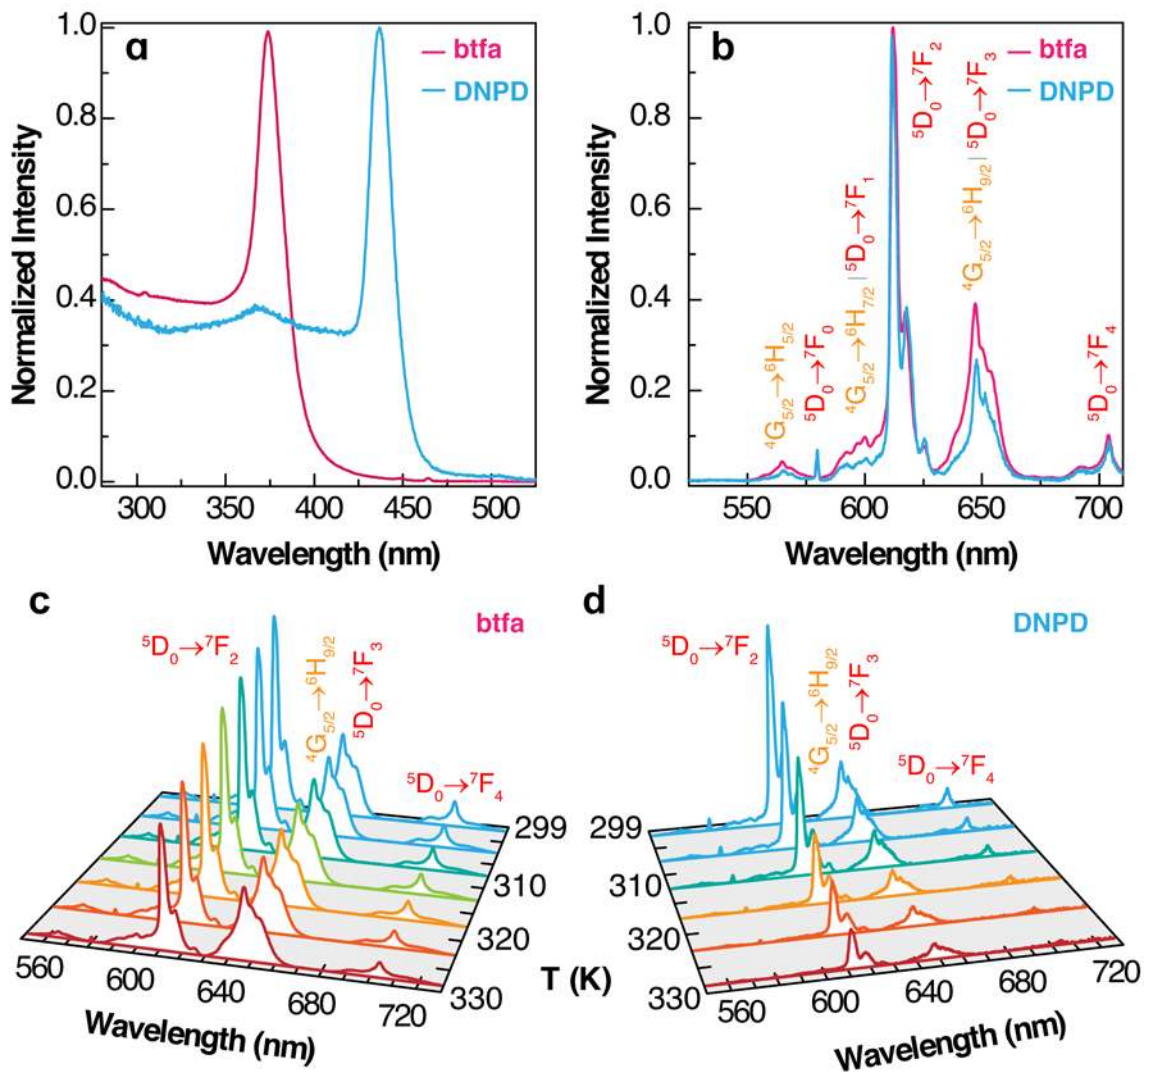 a
btfa
DNPD
1.0
0.8
0.6
0.4
0.2
0.0
Normalized Intensity
300
350
400
450
500
Wavelength (nm)
b
btfa
DNPD
1.0
0.8
0.6
0.4
0.2
0.0
Normalized Intensity
⁴G₅/₂→⁶H₅/₂
⁵D₀→⁷F₀
⁴G₅/₂→⁶H₇/₂ | ⁵D₀→⁷F₁
⁵D₀→⁷F₂
⁴G₅/₂→⁶H₉/₂ | ⁵D₀→⁷F₃
⁵D₀→⁷F₄
550
600
650
700
Wavelength (nm)
c
btfa
⁵D₀→⁷F₂
⁴G₅/₂→⁶H₉/₂
⁵D₀→⁷F₃
⁵D₀→⁷F₄
299
310
320
330
T (K)
560
600
640
680
720
Wavelength (nm)
d
DNPD
⁵D₀→⁷F₂
⁴G₅/₂→⁶H₉/₂
⁵D₀→⁷F₃
⁵D₀→⁷F₄
299
310
320
330
560
600
640
680
720
Wavelength (nm)